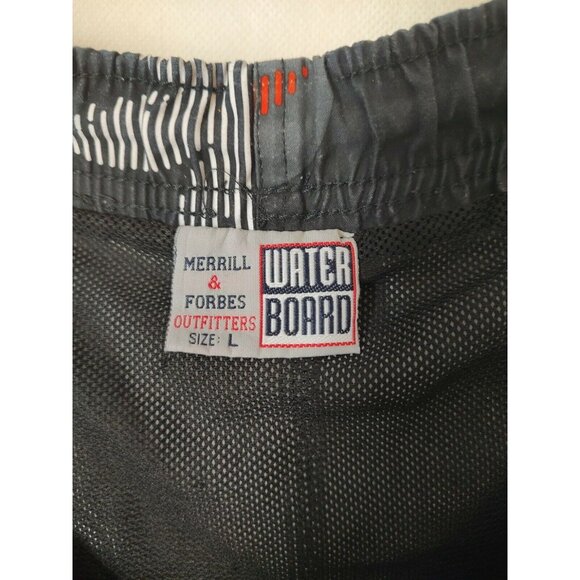 MERRILL
&
FORBES
OUTFITTERS
SIZE: L
WATER
BOARD